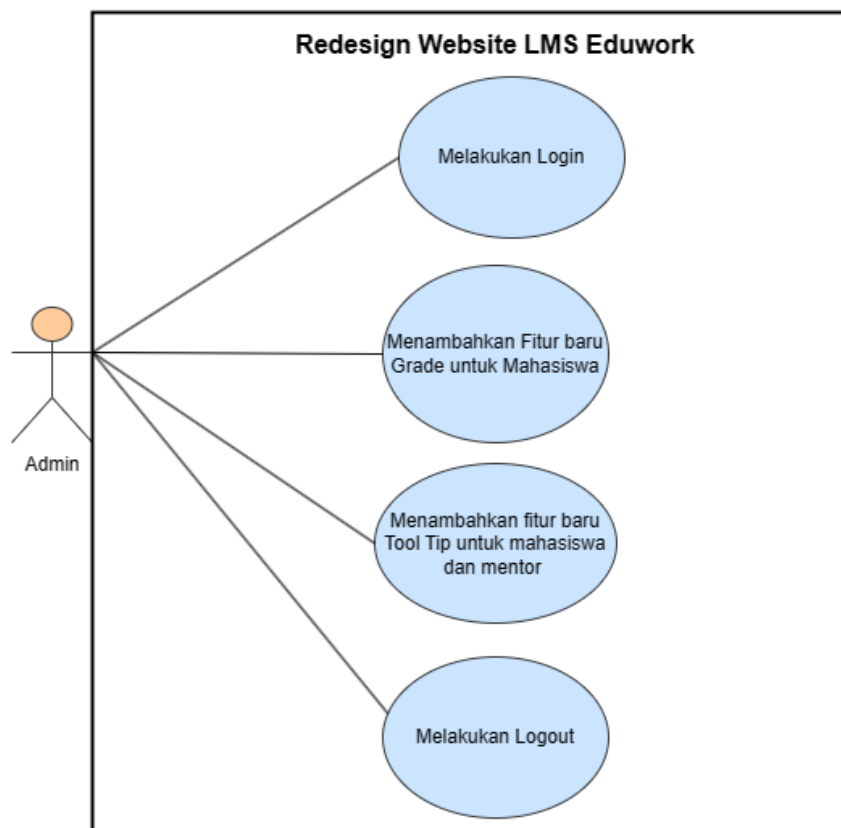 Redesign Website LMS Eduwork
Melakukan Login
Menambahkan Fitur baru
Grade untuk Mahasiswa
Admin
Menambahkan fitur baru
Tool Tip untuk mahasiswa
dan mentor
Melakukan Logout